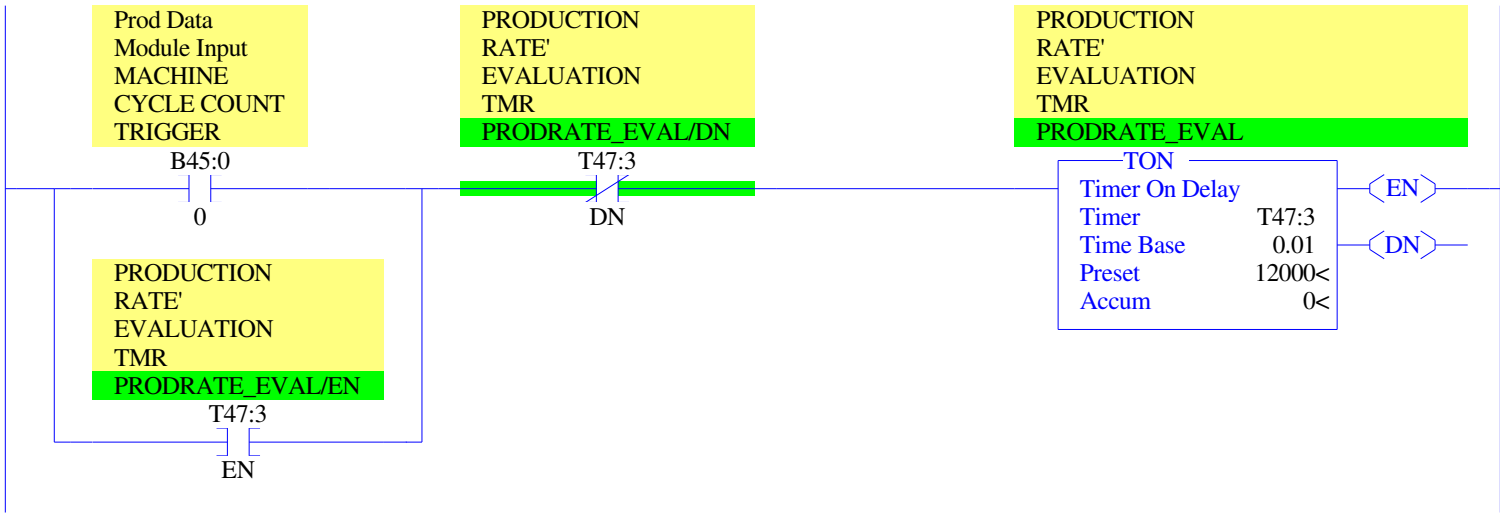 Prod Data
Module Input
MACHINE
CYCLE COUNT
TRIGGER
B45:0
0
PRODUCTION
RATE'
EVALUATION
TMR
PRODRATE_EVAL/DN
T47:3
DN
PRODUCTION
RATE'
EVALUATION
TMR
PRODRATE_EVAL
TON
Timer On Delay
Timer T47:3
Time Base 0.01
Preset 12000<
Accum 0<
EN
DN
PRODUCTION
RATE'
EVALUATION
TMR
PRODRATE_EVAL/EN
T47:3
EN